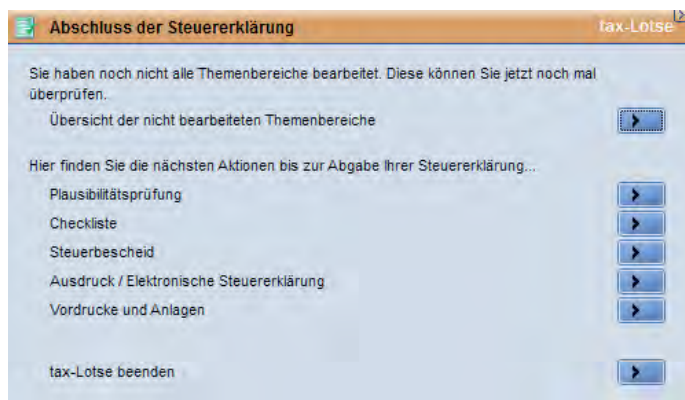 Abschluss der Steuererklärung
tax-Lotse
Sie haben noch nicht alle Themenbereiche bearbeitet. Diese können Sie jetzt noch mal
überprüfen.
Übersicht der nicht bearbeiteten Themenbereiche
Hier finden Sie die nächsten Aktionen bis zur Abgabe Ihrer Steuererklärung...
Plausibilitätsprüfung
Checkliste
Steuerbescheid
Ausdruck / Elektronische Steuererklärung
Vordrucke und Anlagen
tax-Lotse beenden